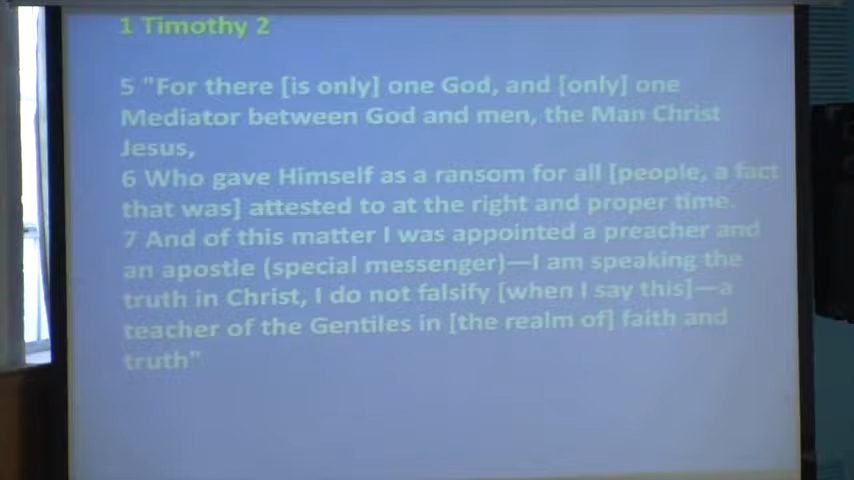 1 Timothy 2
5 "For there [is only] one God, and [only] one
Mediator between God and men, the Man Christ
Jesus,
6 Who gave Himself as a ransom for all [people, a fact
that was] attested to at the right and proper time.
7 And of this matter I was appointed a preacher and
an apostle (special messenger)—I am speaking the
truth in Christ, I do not falsify [when I say this]—a
teacher of the Gentiles in [the realm of] faith and
truth"